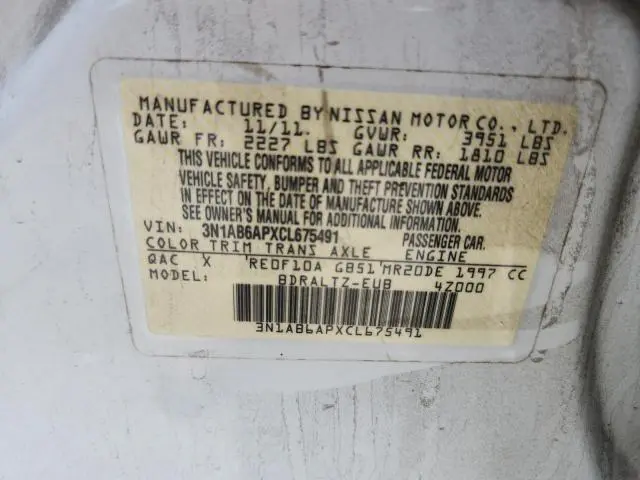 MANUFACTURED BY NISSAN MOTOR CO., LTD.
DATE: 11/11. GVWR: 3951 LBS
GAWR FR: 2227 LBS GAWR RR: 1810 LBS
THIS VEHICLE CONFORMS TO ALL APPLICABLE FEDERAL MOTOR
VEHICLE SAFETY, BUMPER AND THEFT PREVENTION STANDARDS
IN EFFECT ON THE DATE OF MANUFACTURE SHOWN ABOVE.
SEE OWNER'S MANUAL FOR ADDITIONAL INFORMATION.
VIN: 3N1AB6APXCL675491 PASSENGER CAR.
COLOR TRIM TRANS AXLE ENGINE
QAC X RE0F10A GB51 MR20DE 1997 CC
MODEL: BDRALTZ-EUB 4Z000
3N1AB6APXCL675491